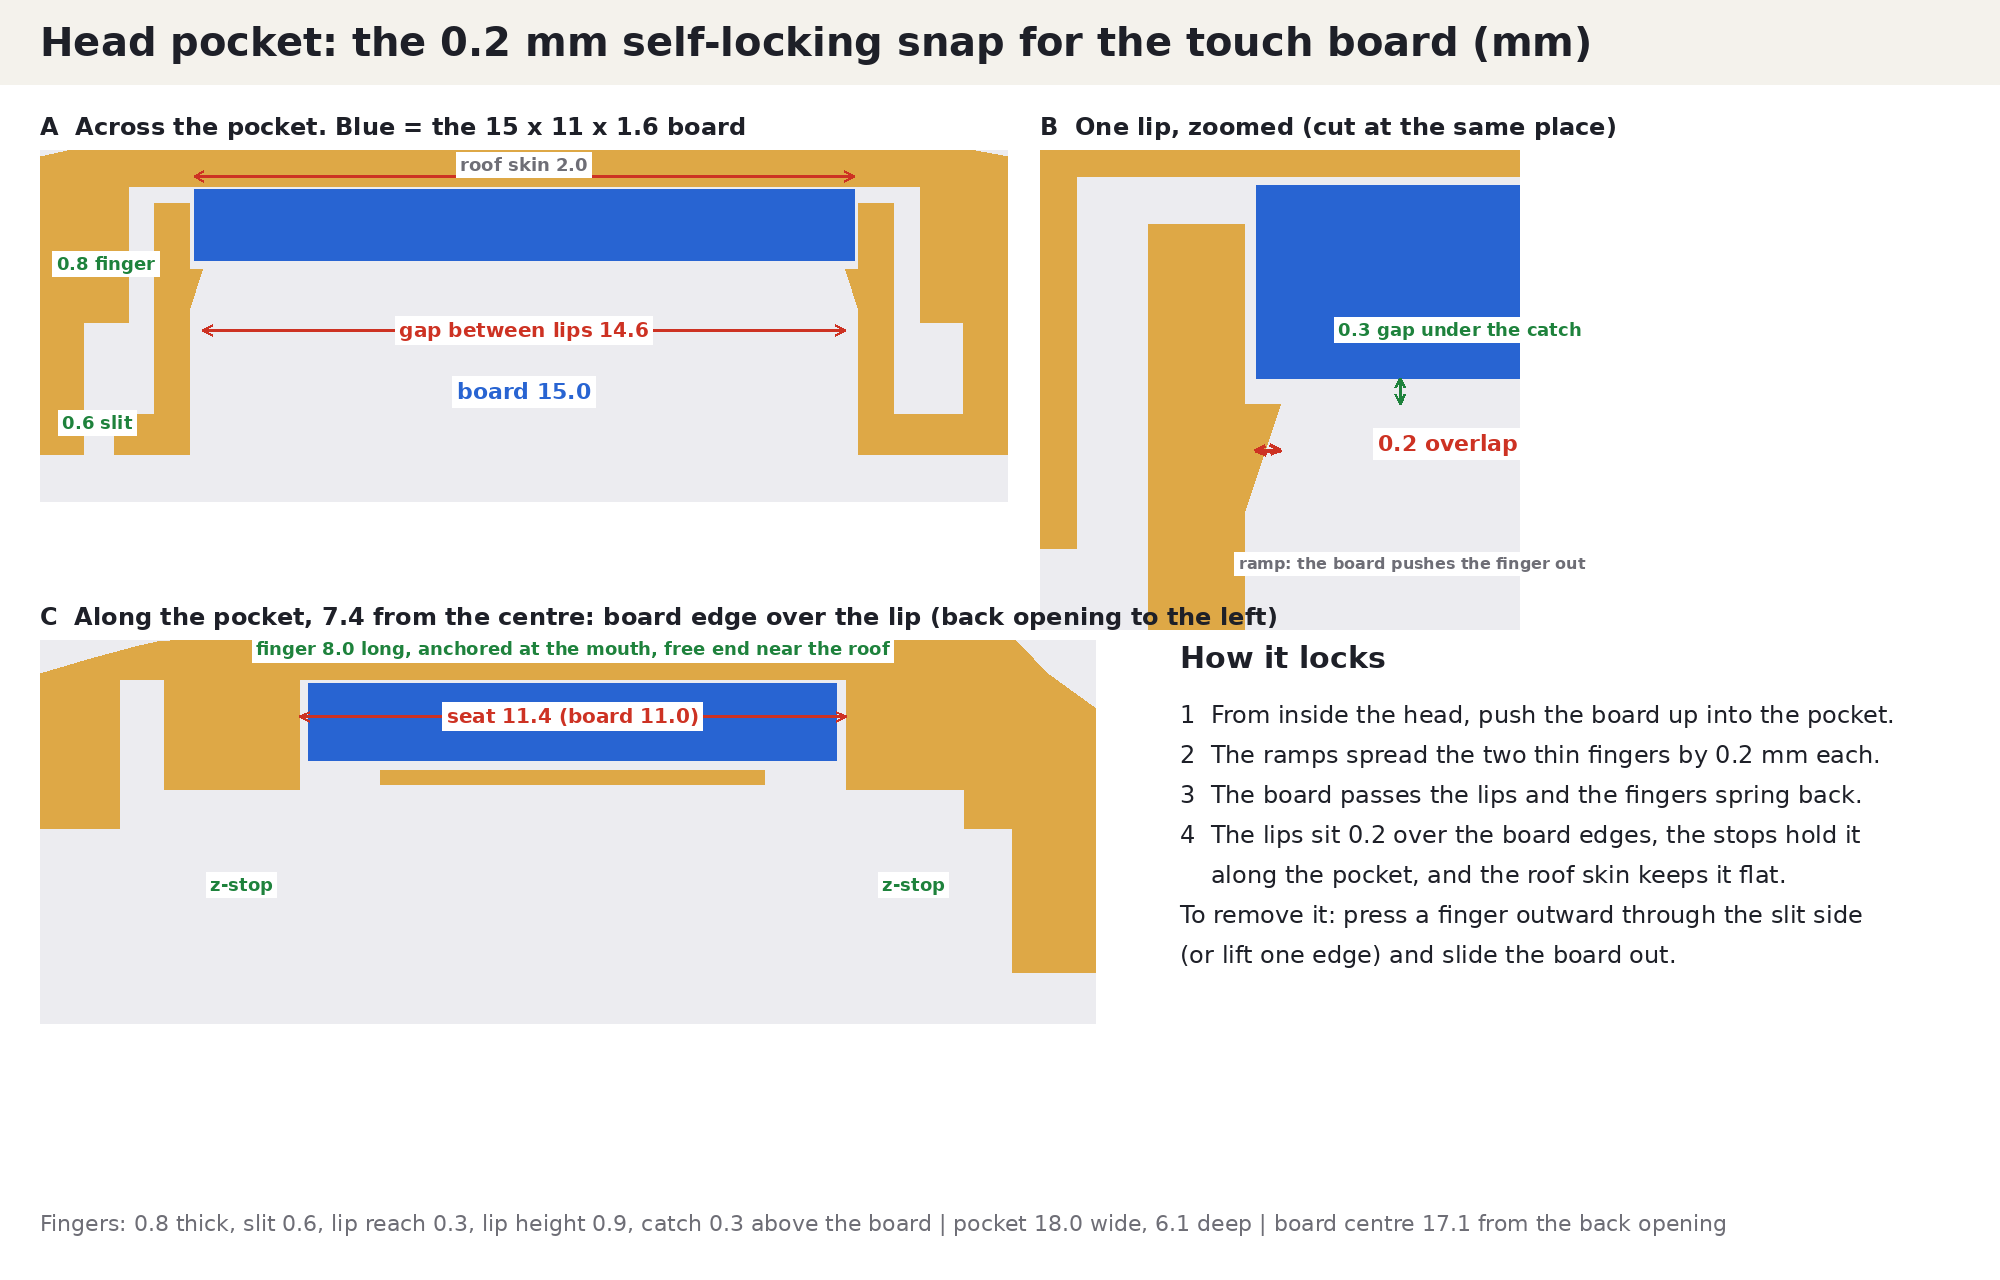 Head pocket: the 0.2 mm self-locking snap for the touch board (mm)
A  Across the pocket. Blue = the 15 x 11 x 1.6 board
roof skin 2.0
0.8 finger
gap between lips 14.6
board 15.0
0.6 slit
B  One lip, zoomed (cut at the same place)
0.3 gap under the catch
0.2 overlap
ramp: the board pushes the finger out
C  Along the pocket, 7.4 from the centre: board edge over the lip (back opening to the left)
finger 8.0 long, anchored at the mouth, free end near the roof
seat 11.4 (board 11.0)
z-stop
z-stop
How it locks
1  From inside the head, push the board up into the pocket.
2  The ramps spread the two thin fingers by 0.2 mm each.
3  The board passes the lips and the fingers spring back.
4  The lips sit 0.2 over the board edges, the stops hold it
along the pocket, and the roof skin keeps it flat.
To remove it: press a finger outward through the slit side
(or lift one edge) and slide the board out.
Fingers: 0.8 thick, slit 0.6, lip reach 0.3, lip height 0.9, catch 0.3 above the board | pocket 18.0 wide, 6.1 deep | board centre 17.1 from the back opening